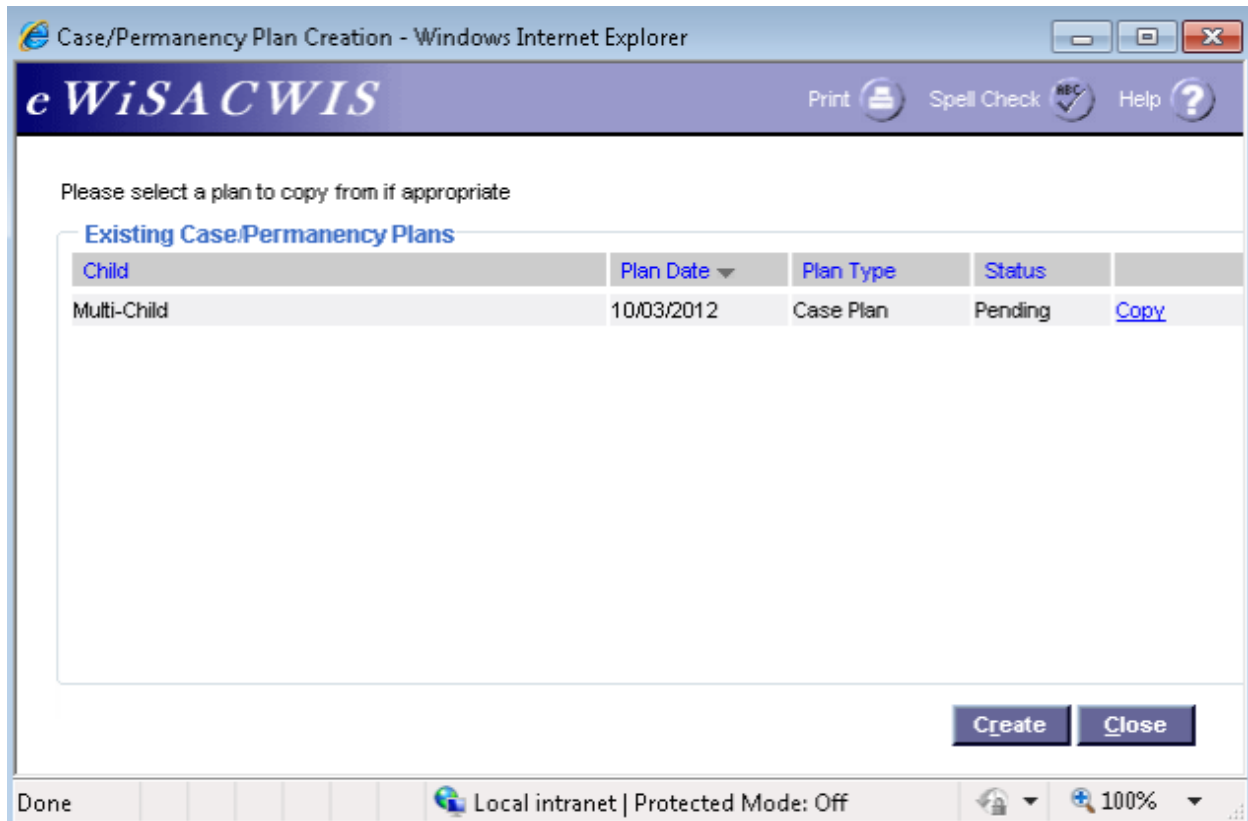 Case/Permanency Plan Creation - Windows Internet Explorer
e WiSACWIS Print Spell Check ABC Help ?
Please select a plan to copy from if appropriate
Existing Case/Permanency Plans
Child Plan Date Plan Type Status
Multi-Child 10/03/2012 Case Plan Pending Copy
Create Close
Done Local intranet | Protected Mode: Off 100%